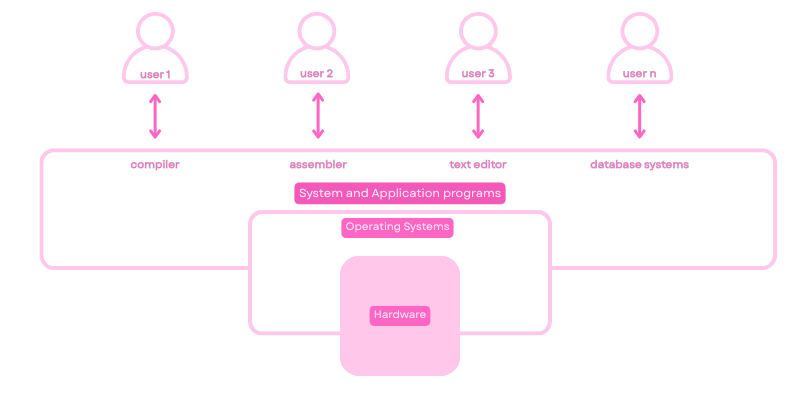 user 1
user 2
user 3
user n
compiler
assembler
text editor
database systems
System and Application programs
Operating Systems
Hardware